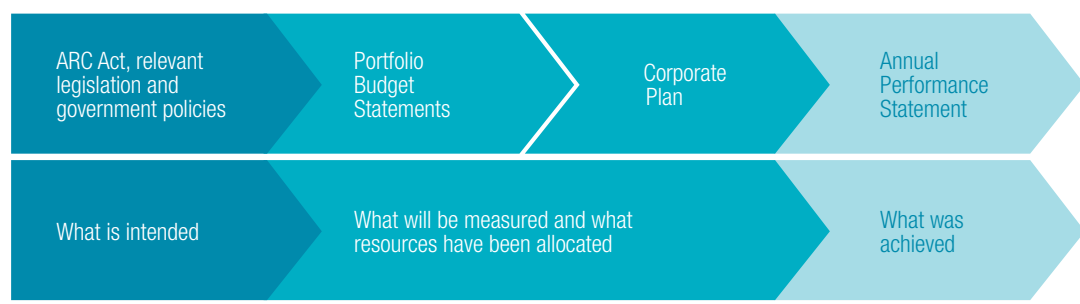 ARC Act, relevant
legislation and
government policies
Portfolio
Budget
Statements
Corporate
Plan
Annual
Performance
Statement
What is intended
What will be measured and what
resources have been allocated
What was
achieved